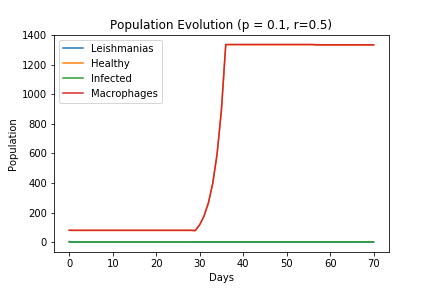 Population Evolution (p = 0.1, r=0.5)
Leishmanias
Healthy
Infected
Macrophages
Population
1400
1200
1000
800
600
400
200
0
0 10 20 30 40 50 60 70
Days